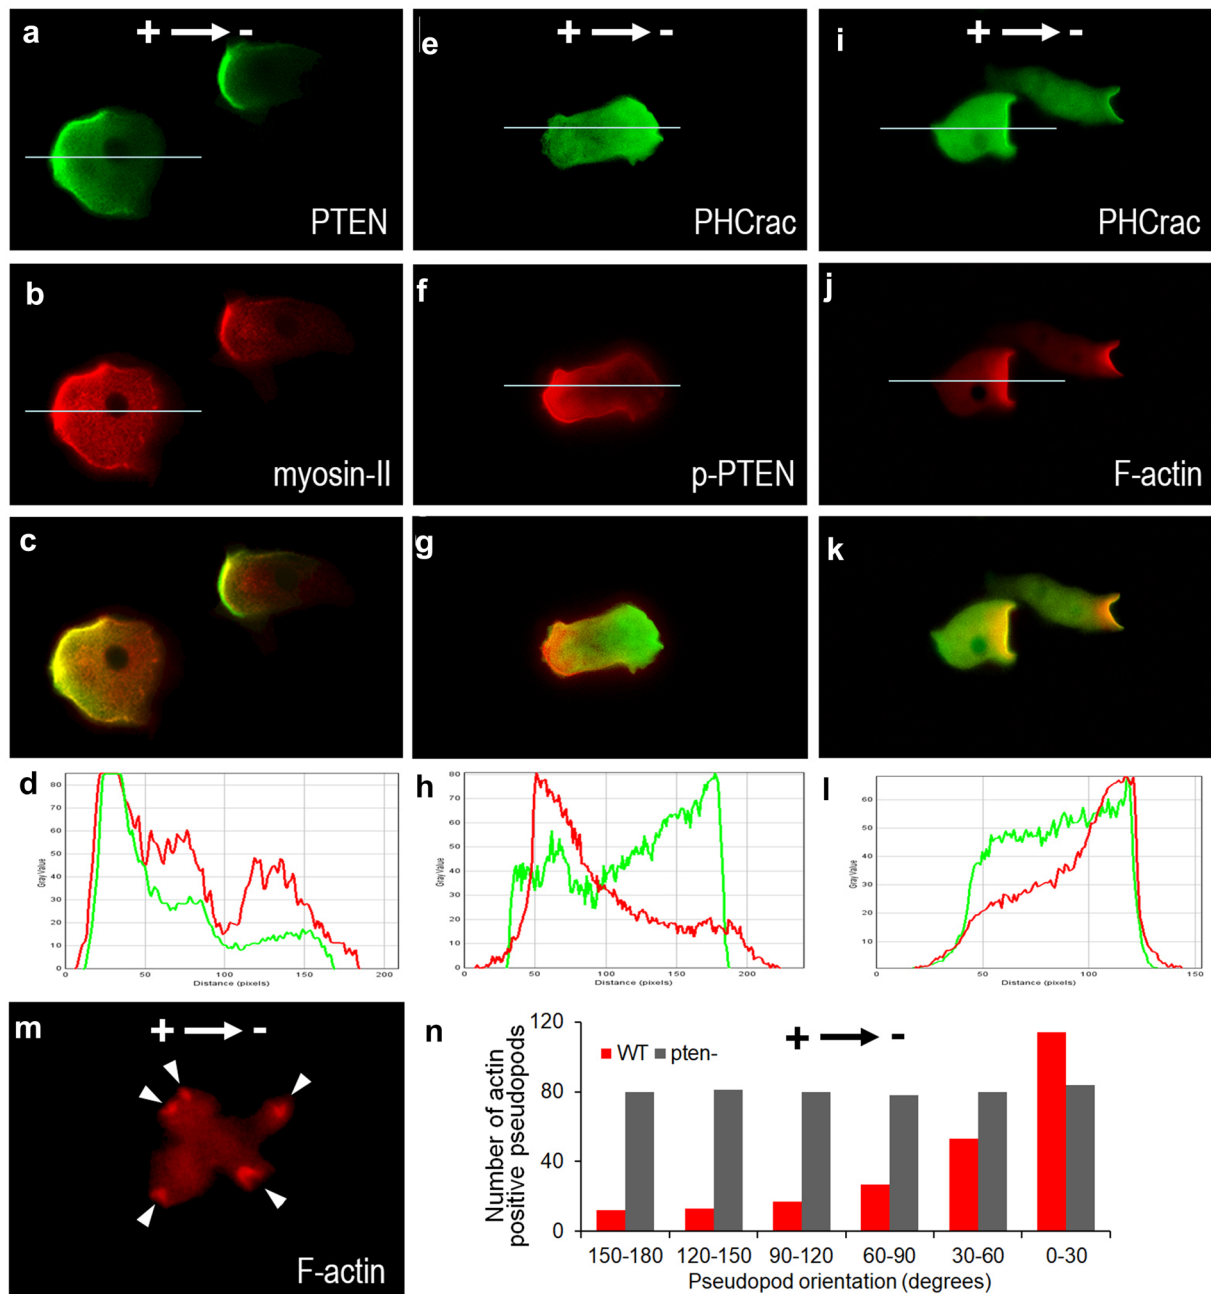 a
+ -
PTEN
e
+ -
PHCrac
i
+ -
PHCrac
b
myosin-II
f
p-PTEN
j
F-actin
c
g
k
d
80
70
60
50
40
30
20
10
0
Gray Value
0 50 100 150 200
Distance (pixels)
h
80
70
60
50
40
30
20
10
0
Gray Value
0 50 100 150 200
Distance (pixels)
l
60
50
40
30
20
10
Gray Value
0 50 100 150
Distance (pixels)
m
+ -
F-actin
n
+ -
WT pten-
Number of actin
positive pseudopods
120
80
40
0
150-180 120-150 90-120 60-90 30-60 0-30
Pseudopod orientation (degrees)